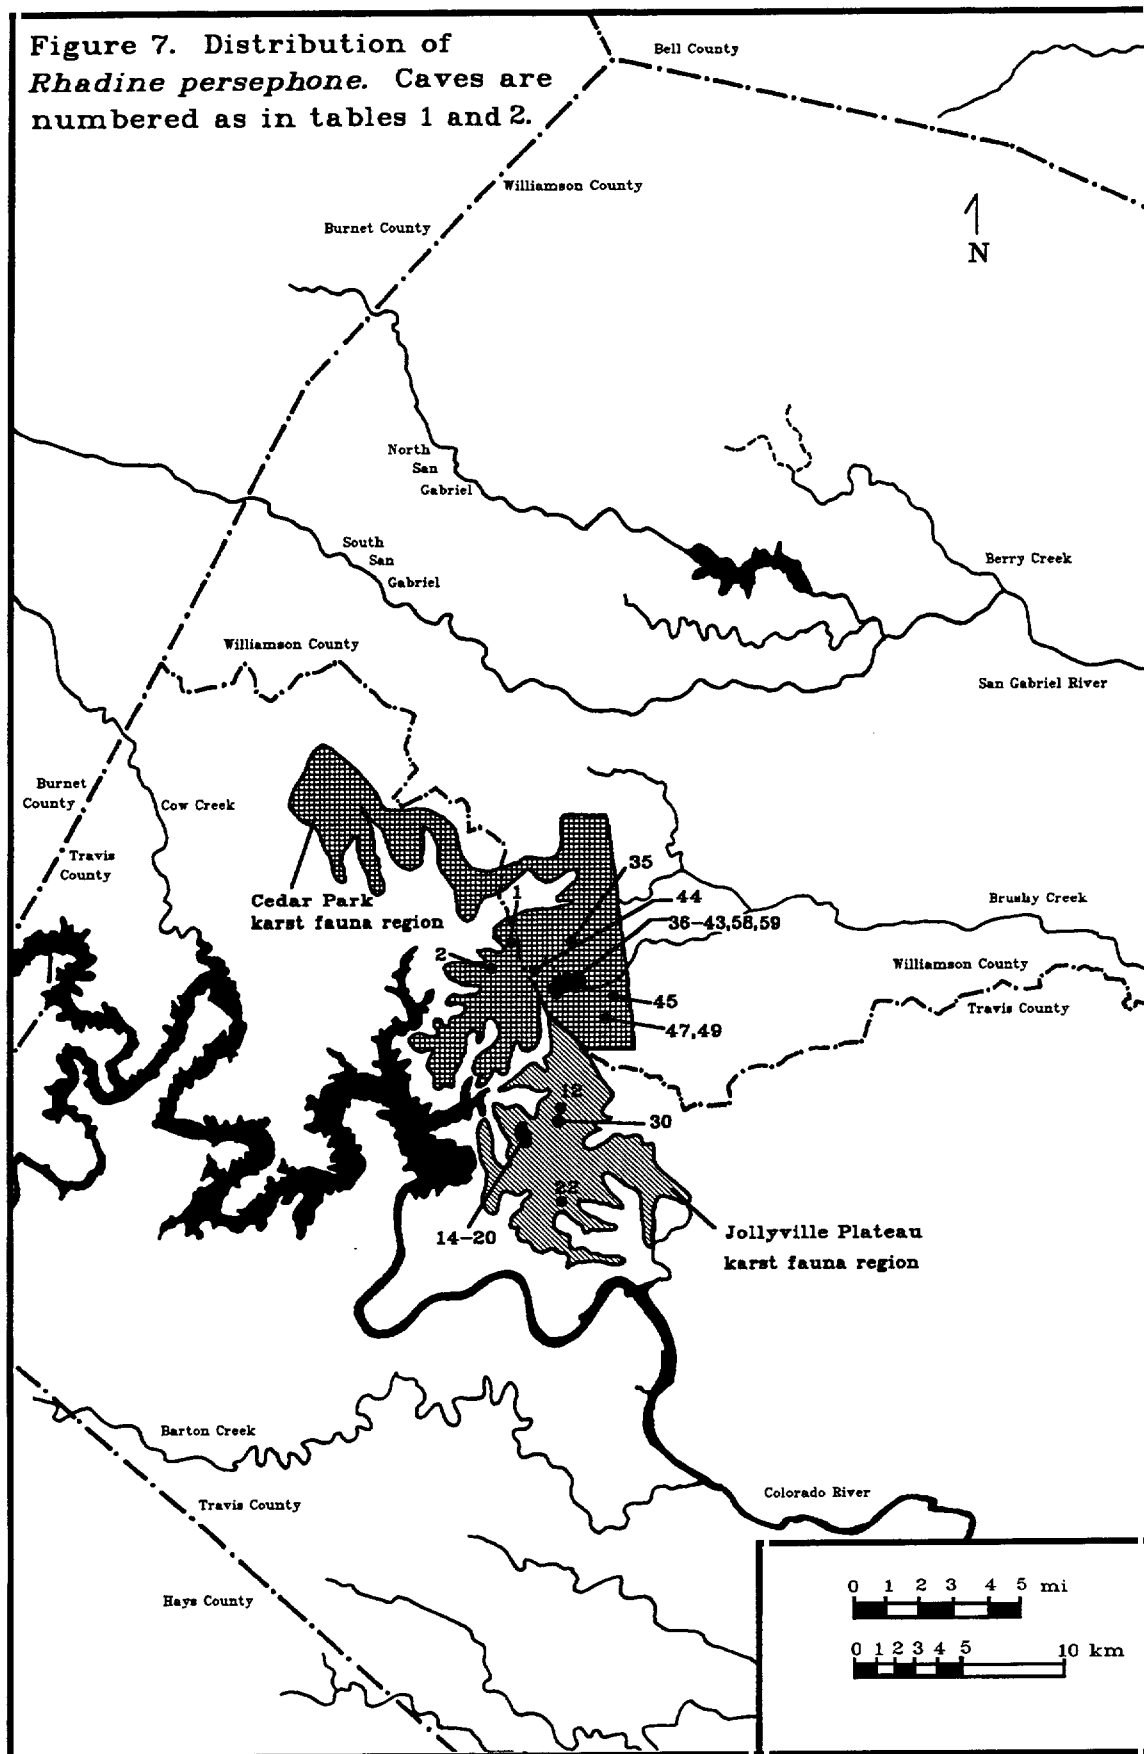 Figure 7. Distribution of
Rhadine persephone. Caves are
numbered as in tables 1 and 2.
Bell County
Williamson County
Burnet County
N
North
San
Gabriel
South
San
Gabriel
Berry Creek
Williamson County
San Gabriel River
Burnet
County
Cow Creek
Travis
County
35
Cedar Park
karst fauna region
1
44
Brushy Creek
36-43,58,59
2
Williamson County
45
Travis County
47,49
12
30
22
14-20
Jollyville Plateau
karst fauna region
Barton Creek
Travis County
Colorado River
Hays County
0 1 2 3 4 5 mi
0 1 2 3 4 5 10 km